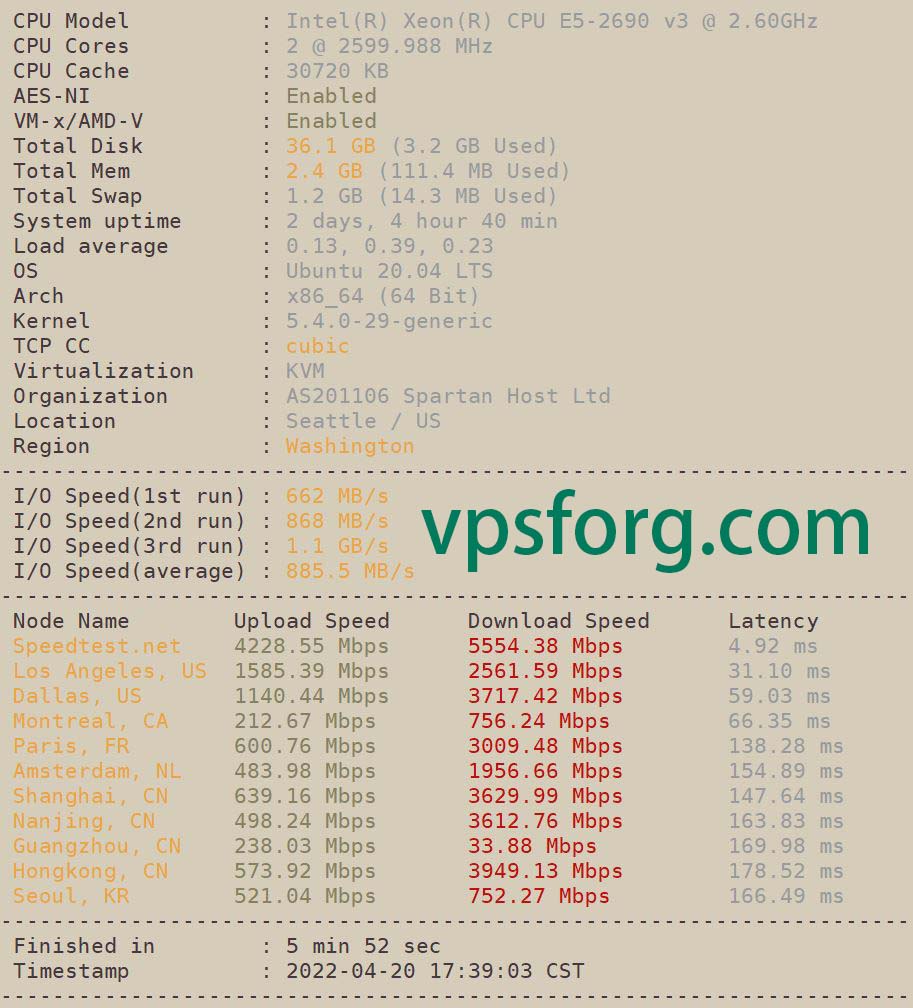 CPU Model : Intel(R) Xeon(R) CPU E5-2690 v3 @ 2.60GHz
CPU Cores : 2 @ 2599.988 MHz
CPU Cache : 30720 KB
AES-NI : Enabled
VM-x/AMD-V : Enabled
Total Disk : 36.1 GB (3.2 GB Used)
Total Mem : 2.4 GB (111.4 MB Used)
Total Swap : 1.2 GB (14.3 MB Used)
System uptime : 2 days, 4 hour 40 min
Load average : 0.13, 0.39, 0.23
OS : Ubuntu 20.04 LTS
Arch : x86_64 (64 Bit)
Kernel : 5.4.0-29-generic
TCP CC : cubic
Virtualization : KVM
Organization : AS201106 Spartan Host Ltd
Location : Seattle / US
Region : Washington
----------------------------------------------------------------------
I/O Speed(1st run) : 662 MB/s
I/O Speed(2nd run) : 868 MB/s
I/O Speed(3rd run) : 1.1 GB/s
I/O Speed(average) : 885.5 MB/s
vpsforg.com
----------------------------------------------------------------------
Node Name Upload Speed Download Speed Latency
Speedtest.net 4228.55 Mbps 5554.38 Mbps 4.92 ms
Los Angeles, US 1585.39 Mbps 2561.59 Mbps 31.10 ms
Dallas, US 1140.44 Mbps 3717.42 Mbps 59.03 ms
Montreal, CA 212.67 Mbps 756.24 Mbps 66.35 ms
Paris, FR 600.76 Mbps 3009.48 Mbps 138.28 ms
Amsterdam, NL 483.98 Mbps 1956.66 Mbps 154.89 ms
Shanghai, CN 639.16 Mbps 3629.99 Mbps 147.64 ms
Nanjing, CN 498.24 Mbps 3612.76 Mbps 163.83 ms
Guangzhou, CN 238.03 Mbps 33.88 Mbps 169.98 ms
Hongkong, CN 573.92 Mbps 3949.13 Mbps 178.52 ms
Seoul, KR 521.04 Mbps 752.27 Mbps 166.49 ms
----------------------------------------------------------------------
Finished in : 5 min 52 sec
Timestamp : 2022-04-20 17:39:03 CST
----------------------------------------------------------------------